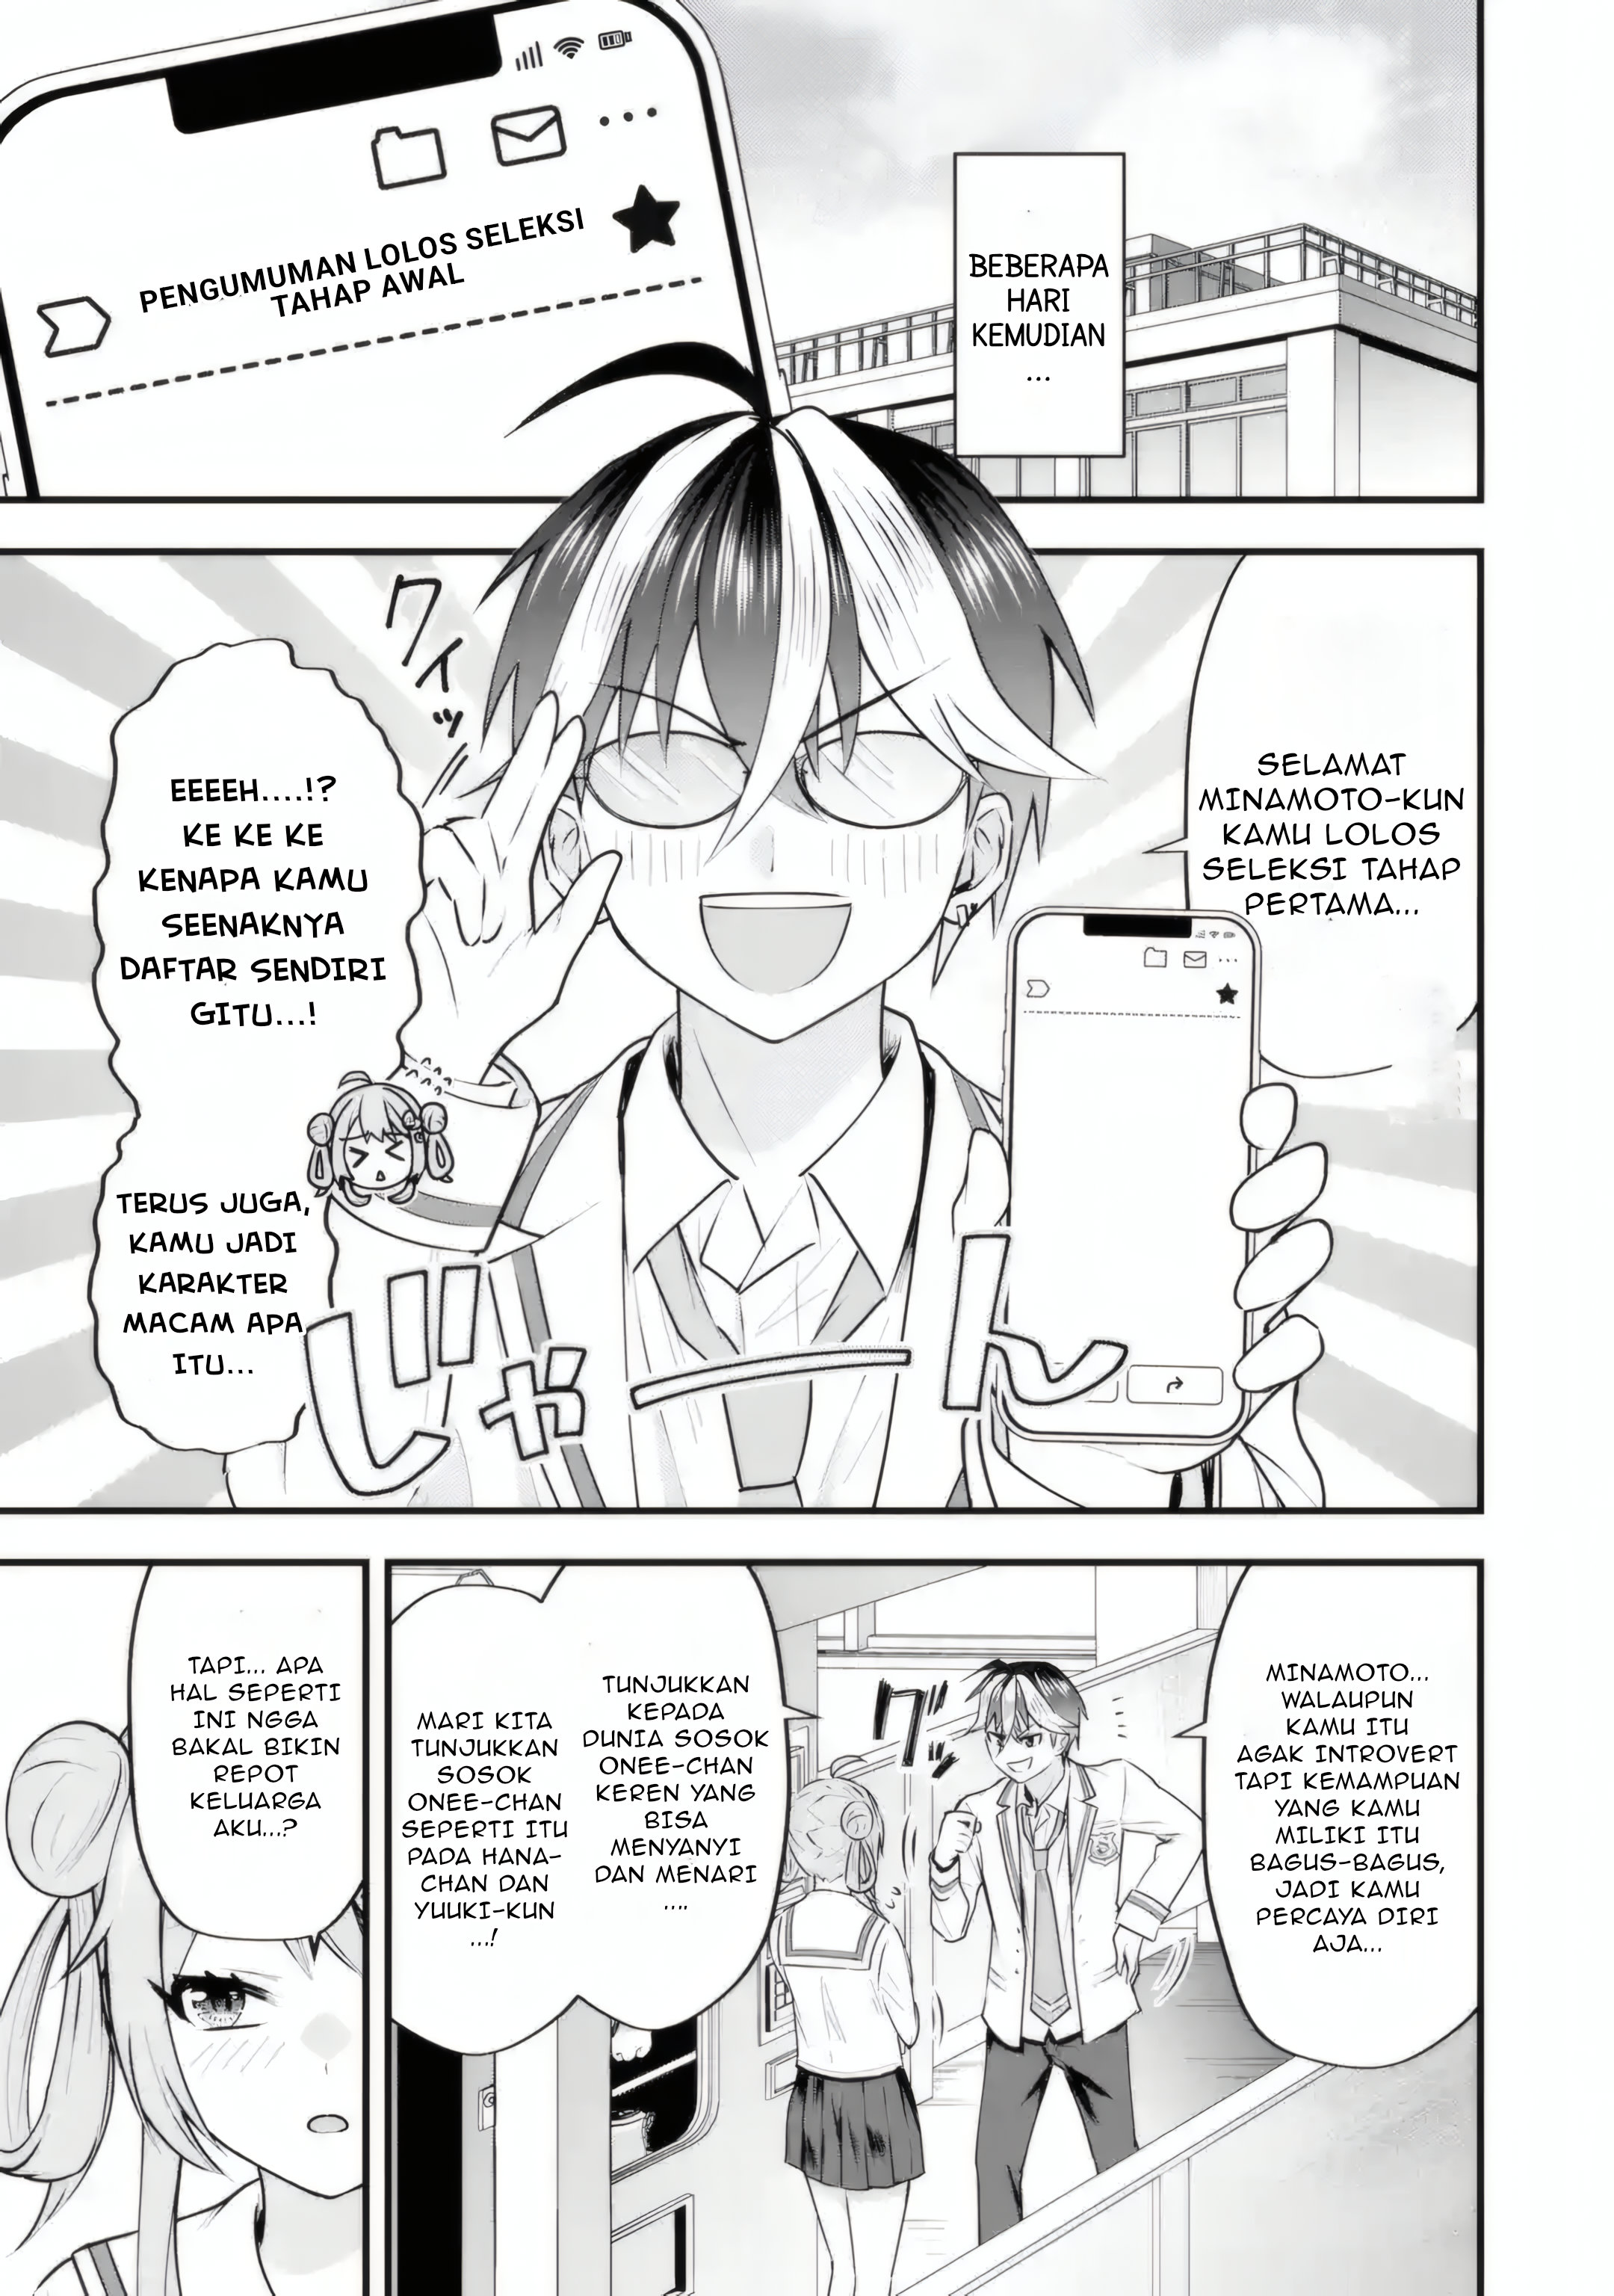 BEBERAPA
HARI
KEMUDIAN
...
PENGUMUMAN LOLOS SELEKSI
TAHAP AWAL
SELAMAT
MINAMOTO-KUN
KAMU LOLOS
SELEKSI TAHAP
PERTAMA...
クイッ
EEEEH....!?
KE KE KE
KENAPA KAMU
SEENAKNYA
DAFTAR SENDIRI
GITU...!
TERUS JUGA,
KAMU JADI
KARAKTER
MACAM APA
ITU...
じゃーん
MINAMOTO...
WALAUPUN
KAMU ITU
AGAK INTROVERT
TAPI KEMAMPUAN
YANG KAMU
MILIKI ITU
BAGUS-BAGUS,
JADI KAMU
PERCAYA DIRI
AJA...
グッ
TUNJUKKAN
KEPADA
DUNIA SOSOK
ONEE-CHAN
KEREN YANG
BISA
MENYANYI
DAN MENARI
....
MARI KITA
TUNJUKKAN
SOSOK
ONEE-CHAN
SEPERTI ITU
PADA HANA-
CHAN DAN
YUUKI-KUN
...!
TAPI... APA
HAL SEPERTI
INI NGGA
BAKAL BIKIN
REPOT
KELUARGA
AKU...?